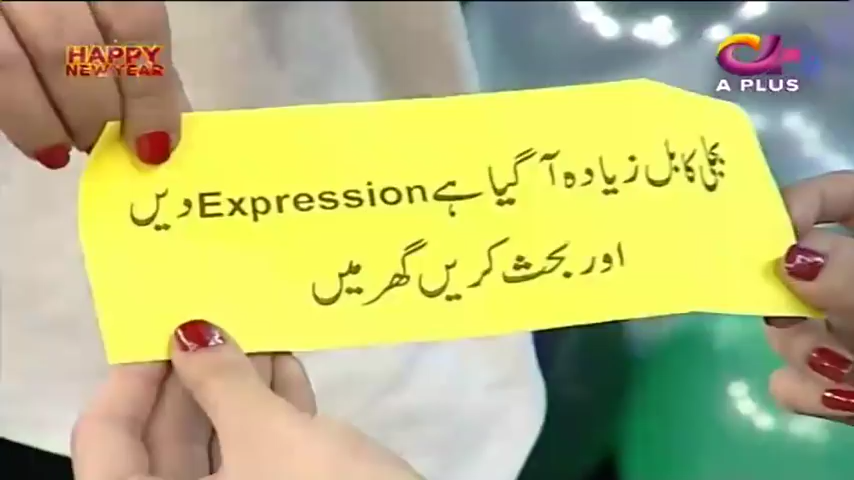 HAPPY
NEW YEAR
A PLUS
بجلی کا بل زیادہ آگیا ہے Expression دیں
اور بحث کریں گھر میں